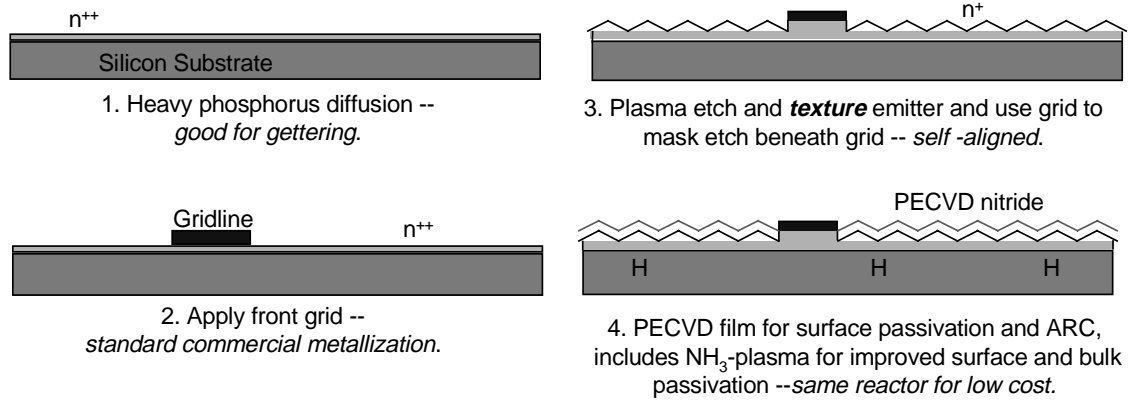 n++
Silicon Substrate
1. Heavy phosphorus diffusion --
good for gettering.
Gridline
n++
2. Apply front grid --
standard commercial metallization.
n+
3. Plasma etch and texture emitter and use grid to
mask etch beneath grid -- self -aligned.
PECVD nitride
H H H
4. PECVD film for surface passivation and ARC,
includes NH3-plasma for improved surface and bulk
passivation --same reactor for low cost.